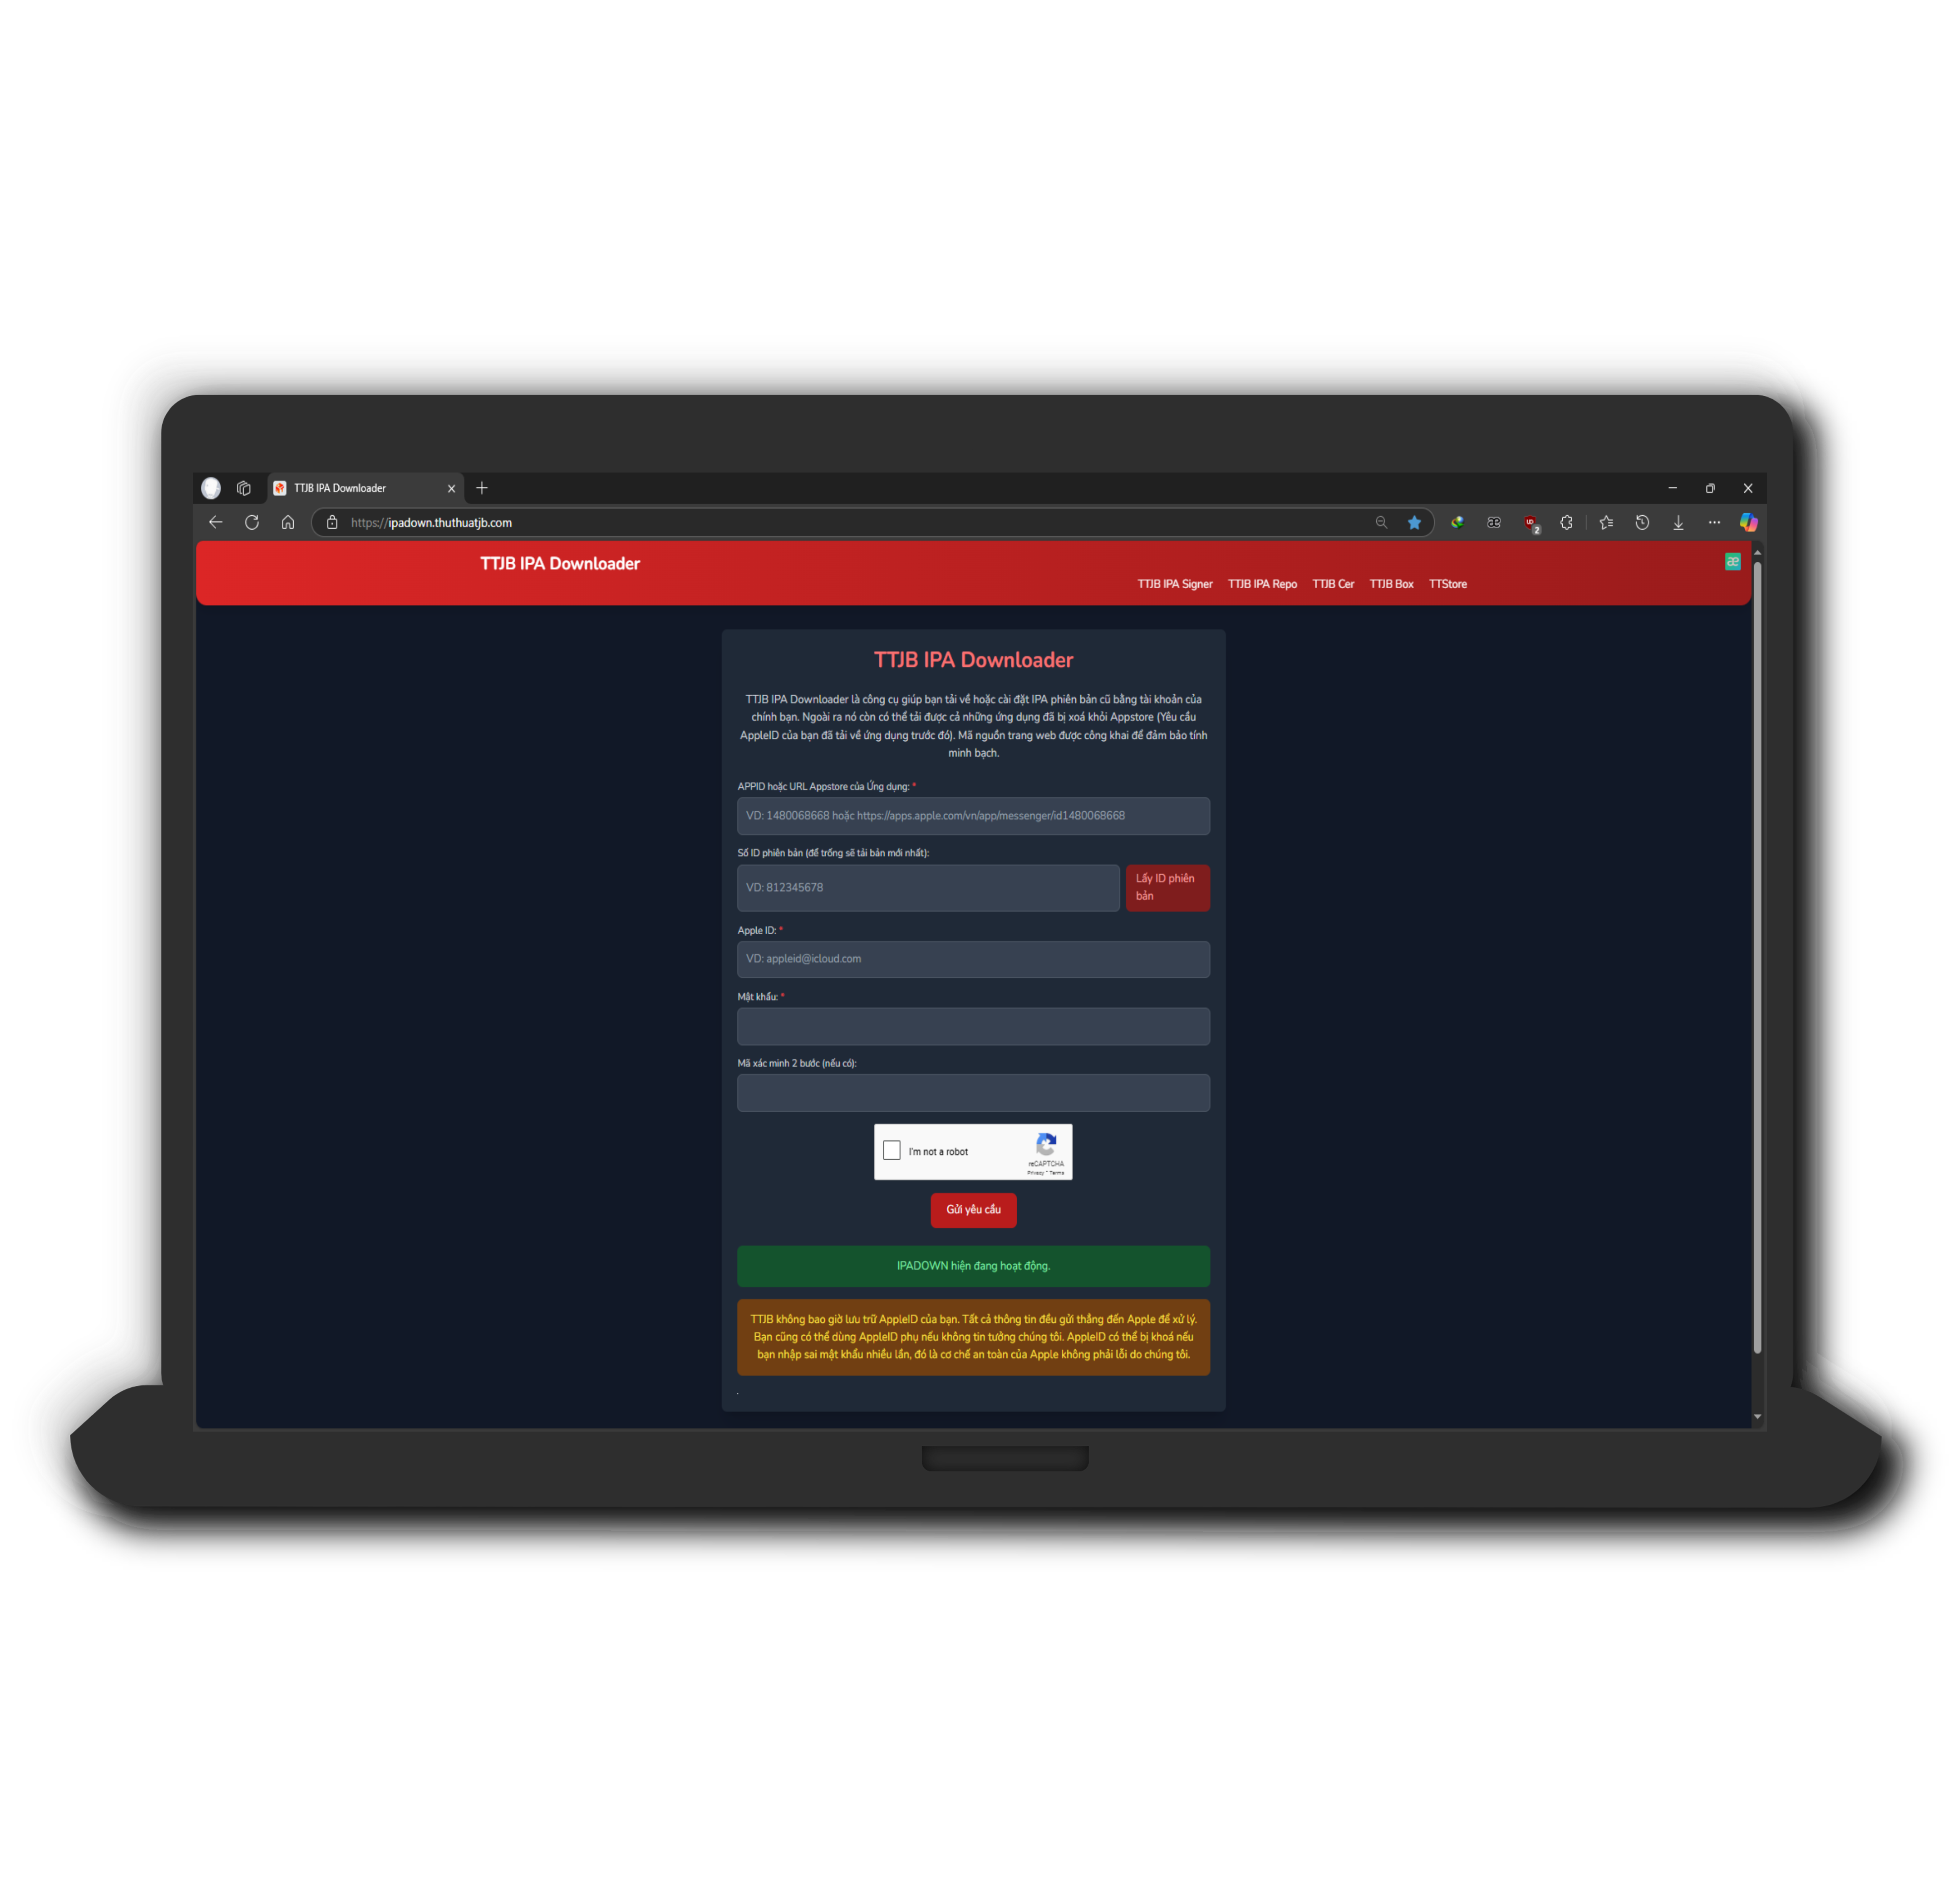 TTJB IPA Downloader
https://ipadown.thuthuatjb.com
2
TTJB IPA Downloader
æ
TTJB IPA Signer TTJB IPA Repo TTJB Cer TTJB Box TTStore
TTJB IPA Downloader
TTJB IPA Downloader là công cụ giúp bạn tải về hoặc cài đặt IPA phiên bản cũ bằng tài khoản của
chính bạn. Ngoài ra nó còn có thể tải được cả những ứng dụng đã bị xoá khỏi Appstore (Yêu cầu
AppleID của bạn đã tải về ứng dụng trước đó). Mã nguồn trang web được công khai để đảm bảo tính
minh bạch.
APPID hoặc URL Appstore của Ứng dụng: *
VD: 1480068668 hoặc https://apps.apple.com/vn/app/messenger/id1480068668
Số ID phiên bản (để trống sẽ tải bản mới nhất):
VD: 812345678
Lấy ID phiên
bản
Apple ID: *
VD: appleid@icloud.com
Mật khẩu: *
Mã xác minh 2 bước (nếu có):
I'm not a robot
reCAPTCHA
Privacy - Terms
Gửi yêu cầu
IPADOWN hiện đang hoạt động.
TTJB không bao giờ lưu trữ AppleID của bạn. Tất cả thông tin đều gửi thẳng đến Apple để xử lý.
Bạn cũng có thể dùng AppleID phụ nếu không tin tưởng chúng tôi. AppleID có thể bị khoá nếu
bạn nhập sai mật khẩu nhiều lần, đó là cơ chế an toàn của Apple không phải lỗi do chúng tôi.
.